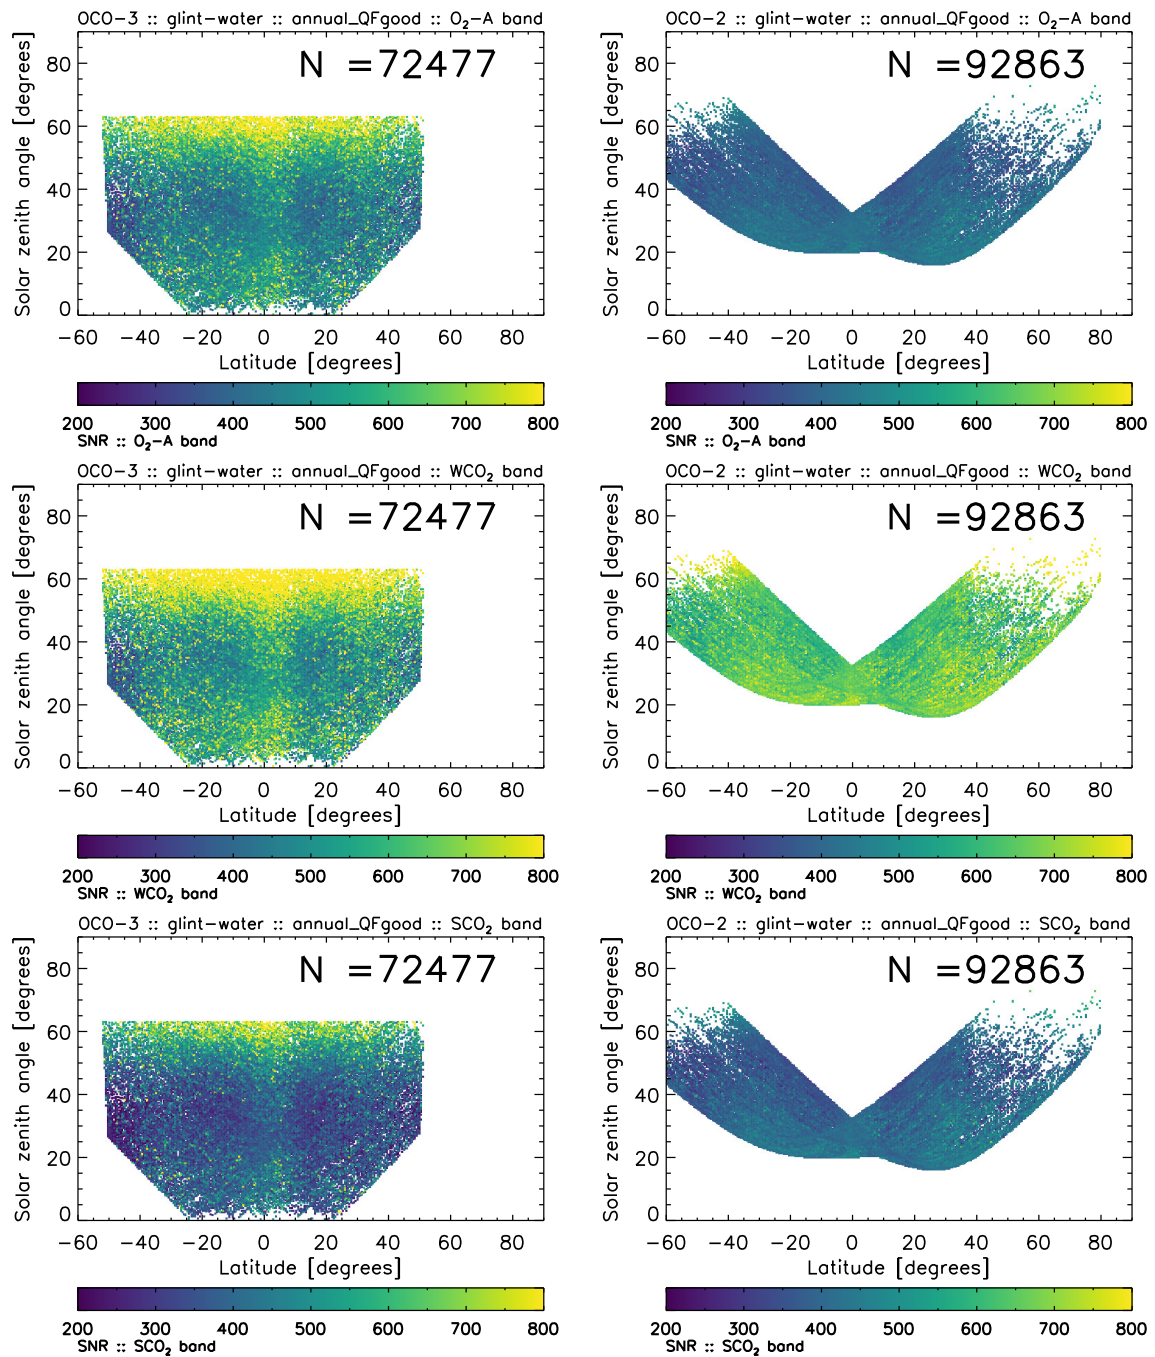 OCO-3 :: glint-water :: annual_QFgood :: O₂-A band
OCO-2 :: glint-water :: annual_QFgood :: O₂-A band
N =72477
N =92863
Solar zenith angle [degrees]
80
60
40
20
0
Solar zenith angle [degrees]
80
60
40
20
0
-60 -40 -20 0 20 40 60 80
-60 -40 -20 0 20 40 60 80
Latitude [degrees]
Latitude [degrees]
200 300 400 500 600 700 800
200 300 400 500 600 700 800
SNR :: O₂-A band
SNR :: O₂-A band
OCO-3 :: glint-water :: annual_QFgood :: WCO₂ band
OCO-2 :: glint-water :: annual_QFgood :: WCO₂ band
N =72477
N =92863
Solar zenith angle [degrees]
80
60
40
20
0
Solar zenith angle [degrees]
80
60
40
20
0
-60 -40 -20 0 20 40 60 80
-60 -40 -20 0 20 40 60 80
Latitude [degrees]
Latitude [degrees]
200 300 400 500 600 700 800
200 300 400 500 600 700 800
SNR :: WCO₂ band
SNR :: WCO₂ band
OCO-3 :: glint-water :: annual_QFgood :: SCO₂ band
OCO-2 :: glint-water :: annual_QFgood :: SCO₂ band
N =72477
N =92863
Solar zenith angle [degrees]
80
60
40
20
0
Solar zenith angle [degrees]
80
60
40
20
0
-60 -40 -20 0 20 40 60 80
-60 -40 -20 0 20 40 60 80
Latitude [degrees]
Latitude [degrees]
200 300 400 500 600 700 800
200 300 400 500 600 700 800
SNR :: SCO₂ band
SNR :: SCO₂ band